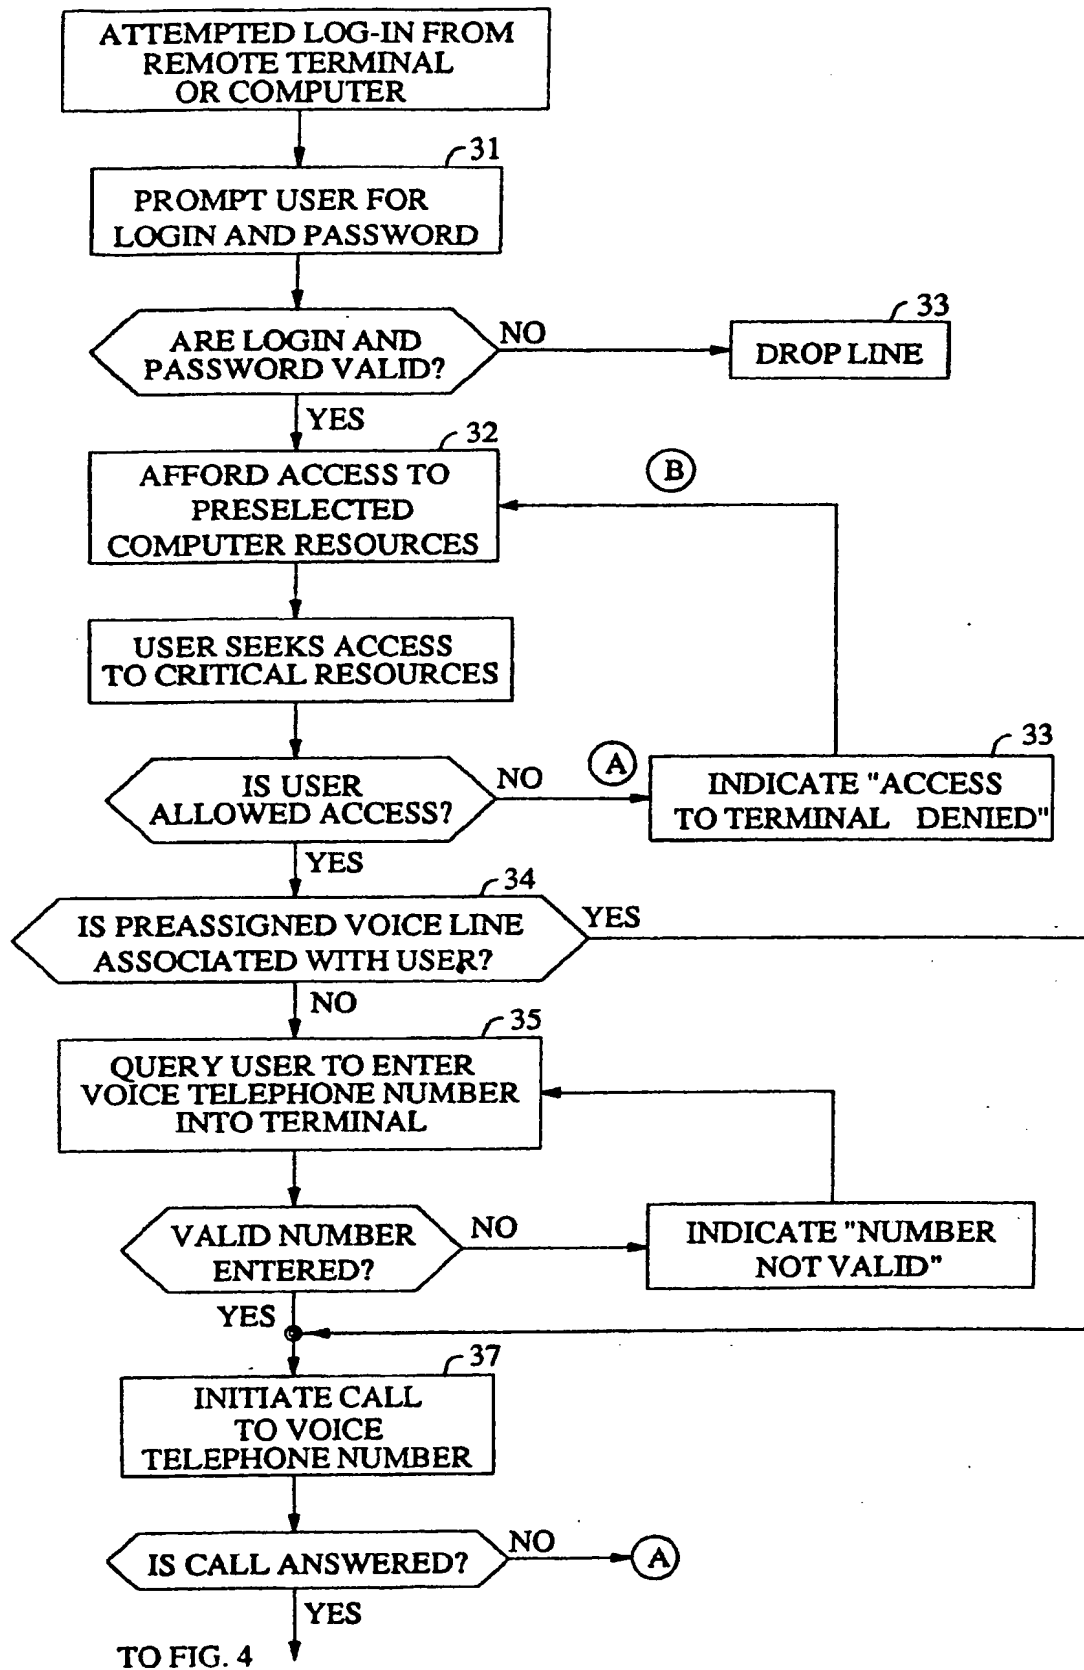 ATTEMPTED LOG-IN FROM
REMOTE TERMINAL
OR COMPUTER
31
PROMPT USER FOR
LOGIN AND PASSWORD
ARE LOGIN AND
PASSWORD VALID?
NO
33
DROP LINE
YES
32
AFFORD ACCESS TO
PRESELECTED
COMPUTER RESOURCES
B
USER SEEKS ACCESS
TO CRITICAL RESOURCES
IS USER
ALLOWED ACCESS?
NO
A
33
INDICATE "ACCESS
TO TERMINAL DENIED"
YES
34
IS PREASSIGNED VOICE LINE
ASSOCIATED WITH USER?
YES
NO
35
QUERY USER TO ENTER
VOICE TELEPHONE NUMBER
INTO TERMINAL
VALID NUMBER
ENTERED?
NO
INDICATE "NUMBER
NOT VALID"
YES
37
INITIATE CALL
TO VOICE
TELEPHONE NUMBER
IS CALL ANSWERED?
NO
A
YES
TO FIG. 4